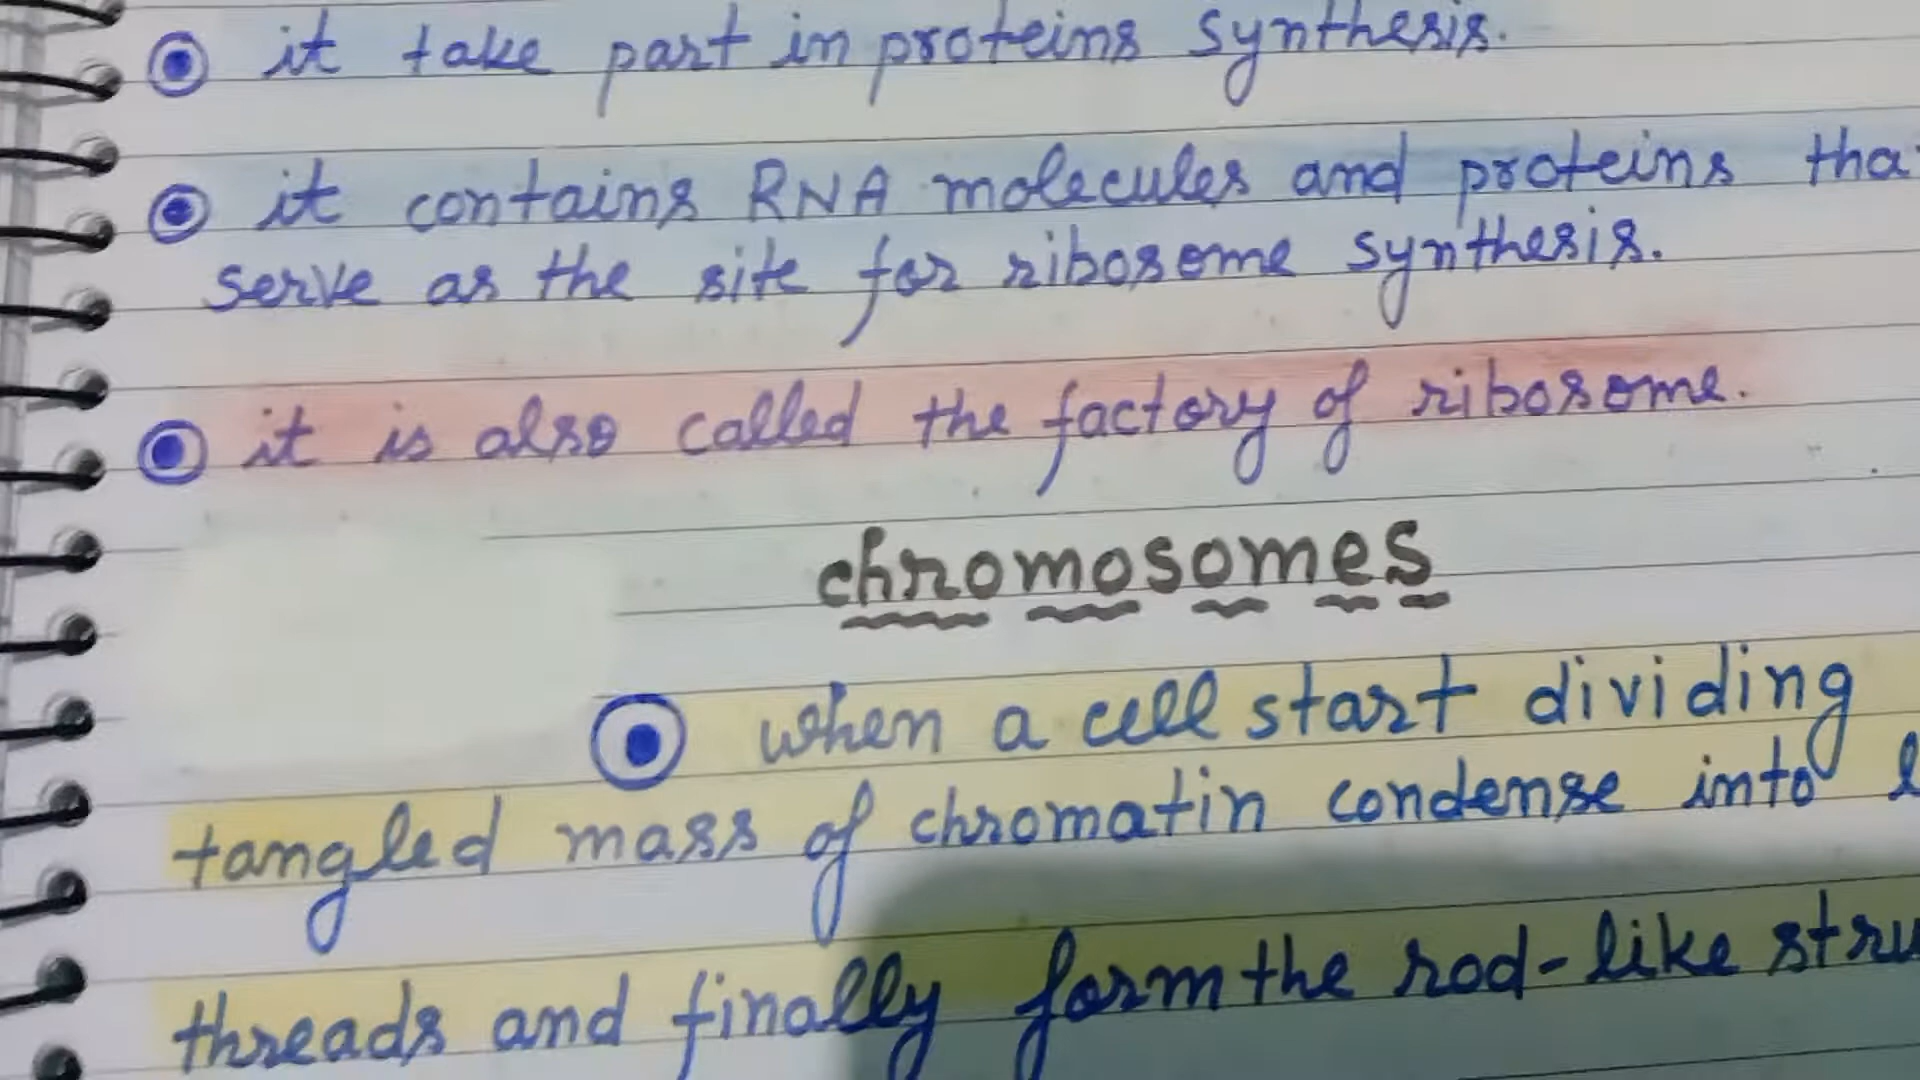 it take part in proteins synthesis.
it contains RNA molecules and proteins
serve as the site for ribosome synthesis.
it is also called the factory of ribosome.
chromosomes
when a cell start dividing
tangled mass of chromatin condense into
threads and finally form the rod-like